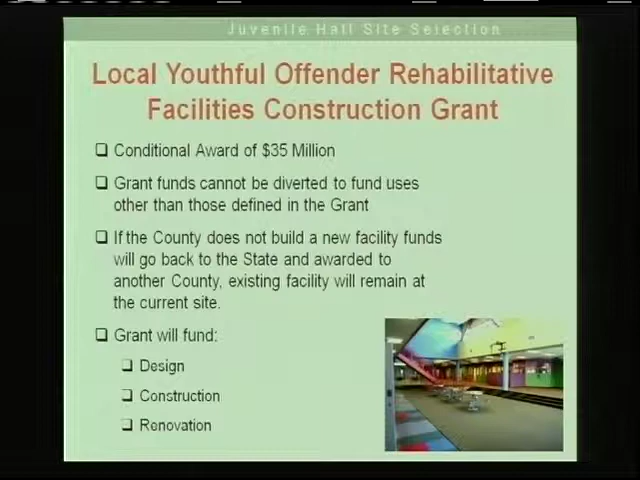 Juvenile Hall Site Selection
Local Youthful Offender Rehabilitative
Facilities Construction Grant
Conditional Award of $35 Million
Grant funds cannot be diverted to fund uses
other than those defined in the Grant
If the County does not build a new facility funds
will go back to the State and awarded to
another County, existing facility will remain at
the current site.
Grant will fund:
Design
Construction
Renovation